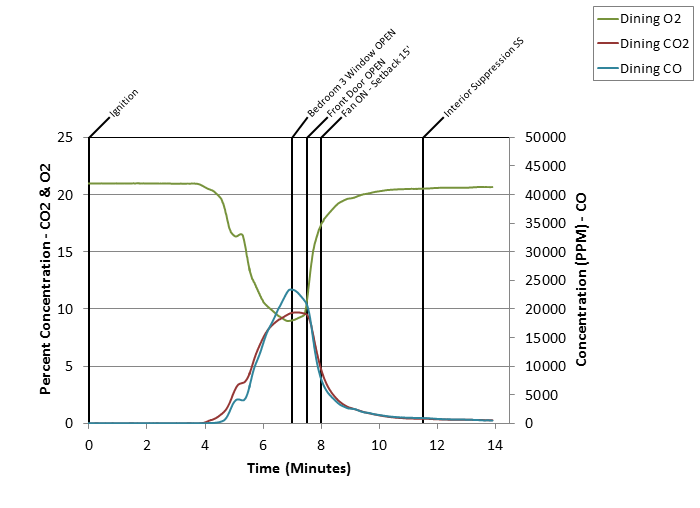 Dining O2
Dining CO2
Dining CO
Ignition
Bedroom 3 Window OPEN
Front Door OPEN
Fan ON - Setback 15'
Interior Suppression SS
25
20
15
10
5
0
Percent Concentration - CO2 & O2
50000
45000
40000
35000
30000
25000
20000
15000
10000
5000
0
Concentration (PPM) - CO
0 2 4 6 8 10 12 14
Time (Minutes)